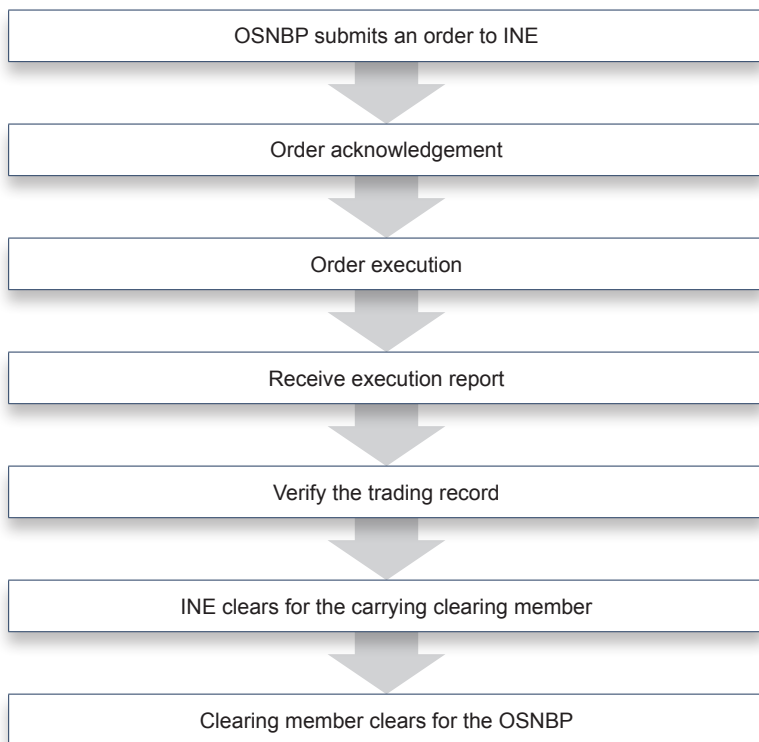 OSNBP submits an order to INE
Order acknowledgement
Order execution
Receive execution report
Verify the trading record
INE clears for the carrying clearing member
Clearing member clears for the OSNBP